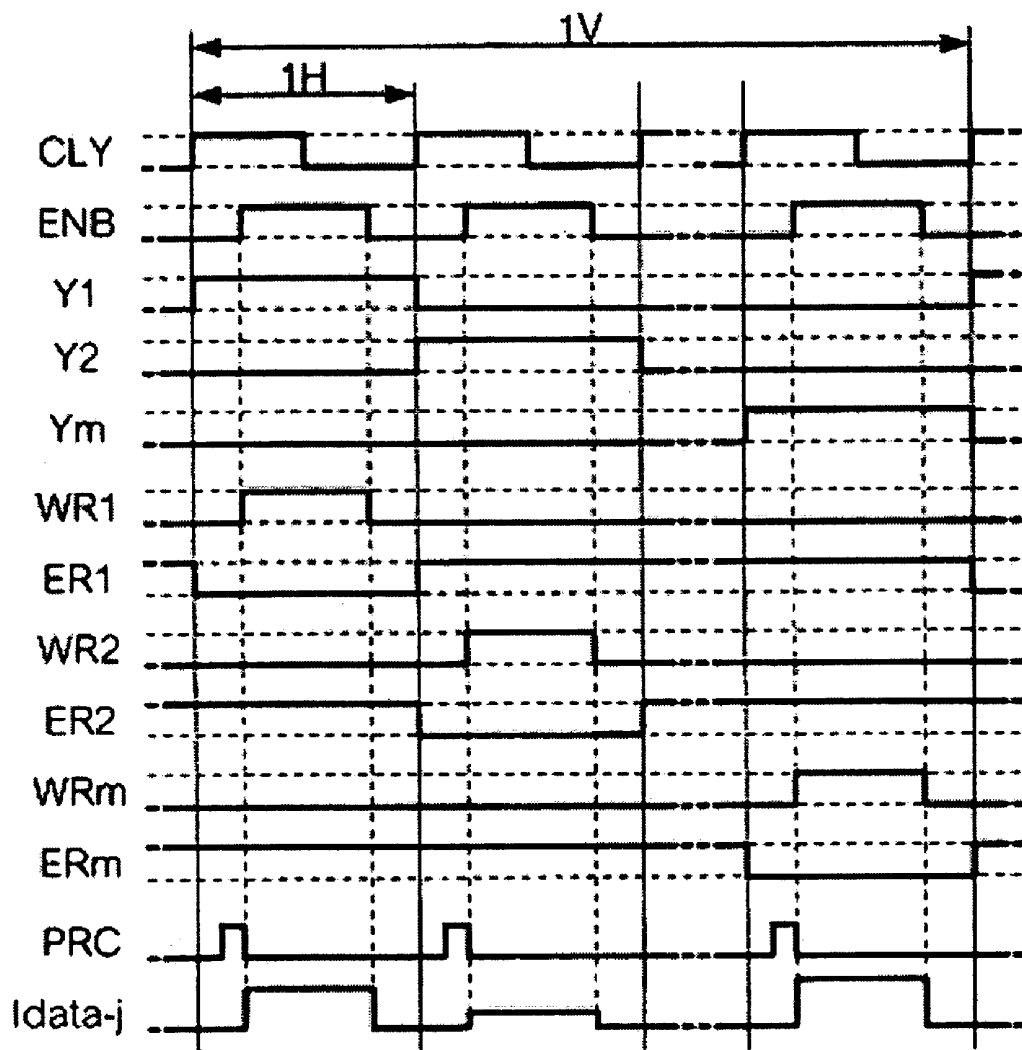 1V
1H
CLY
ENB
Y1
Y2
Ym
WR1
ER1
WR2
ER2
WRm
ERm
PRC
Idata-j